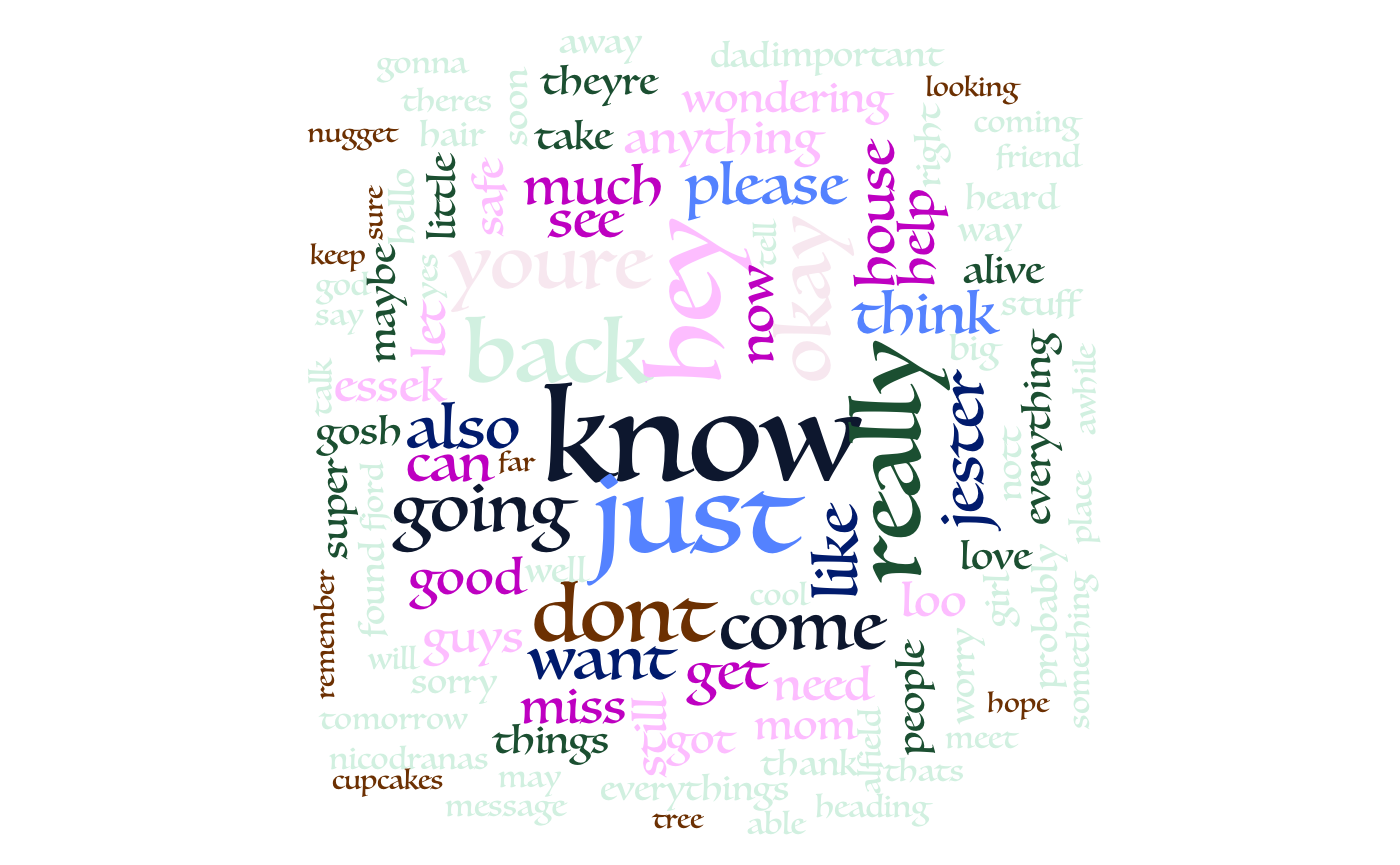 away
gonna
dadimportant
theyre
looking
theres
soon
wondering
nugget
hair
take
anything
right
coming
friend
little
safe
much
please
house
sure
hello
see
help
heard
way
keep
maybe
yes
youre
hey
tell
okay
now
alive
god
say
let
back
think
stuff
big
talk
essek
know
really
jester
everything
awhile
gosh
also
can
far
nott
super
fjord
going
just
like
place
love
found
good
well
cool
loo
girl
probably
something
remember
guys
dont
come
will
want
get
need
people
worry
sorry
miss
mom
hope
tomorrow
things
still
got
meet
nicodranas
thank
alfield
thats
cupcakes
may
everythings
message
heading
tree
able